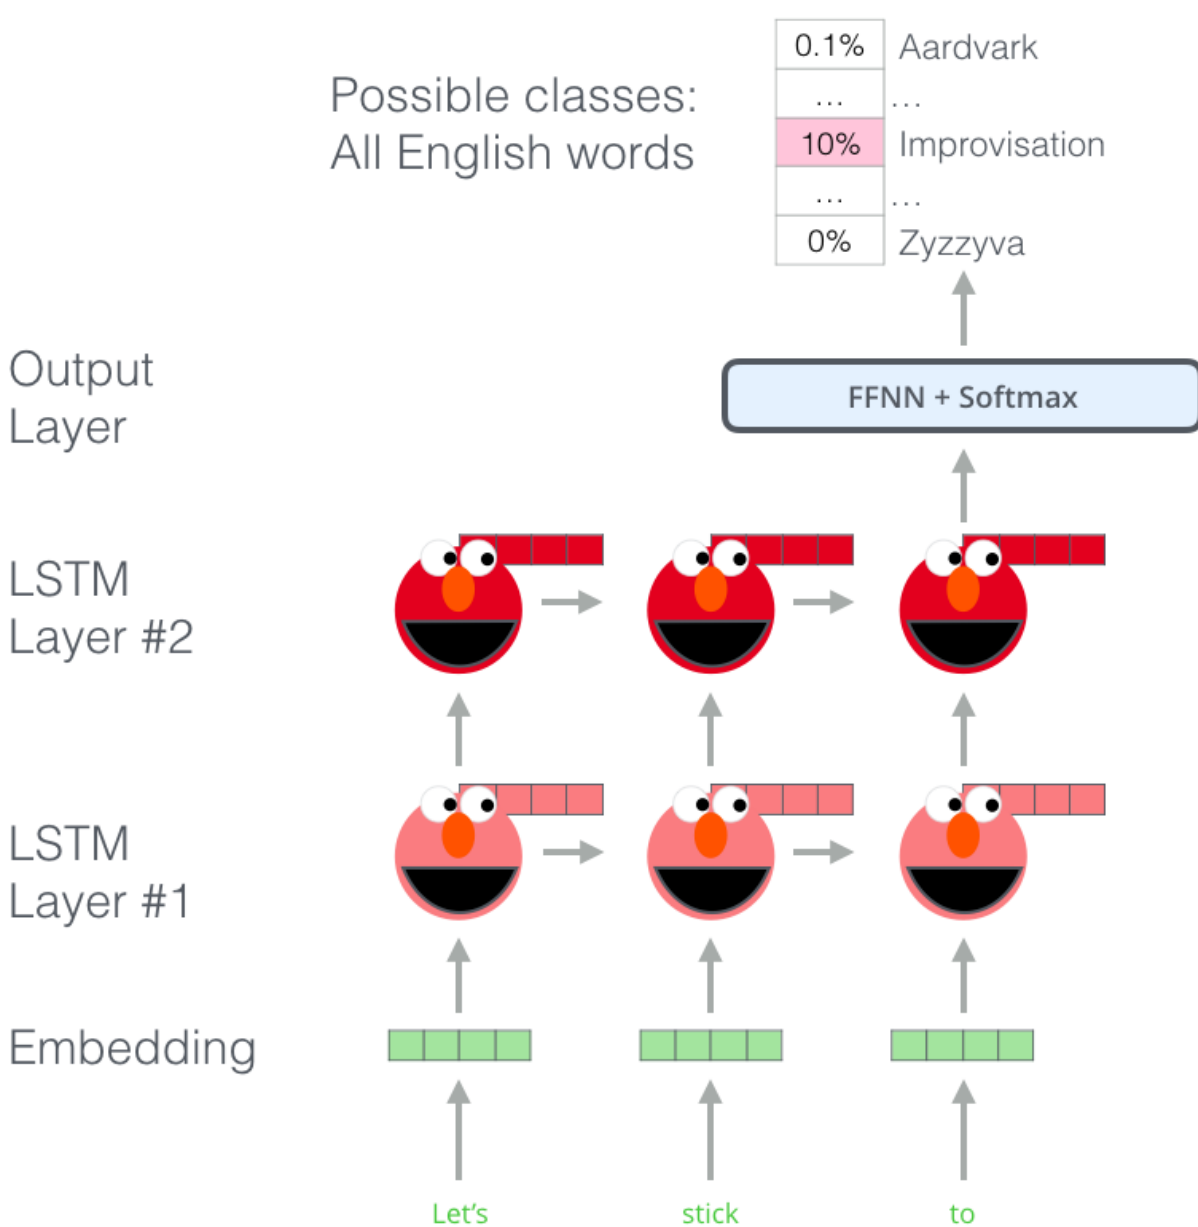 0.1% Aardvark
... ...
Possible classes:
All English words
10% Improvisation
... ...
0% Zyzzyva
Output
Layer
FFNN + Softmax
LSTM
Layer #2
LSTM
Layer #1
Embedding
Let's stick to